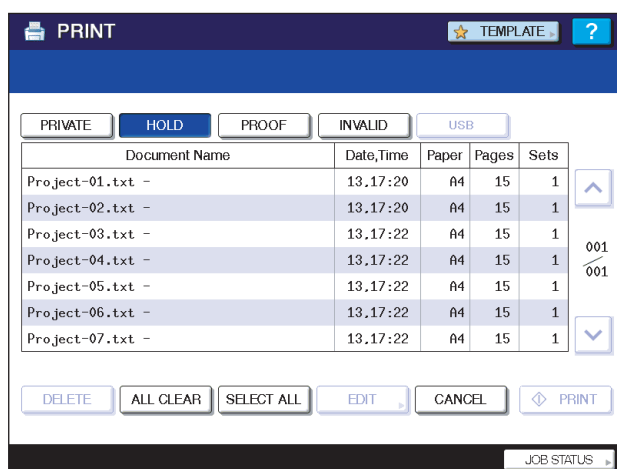 PRINT TEMPLATE ?
PRIVATE HOLD PROOF INVALID USB
Document Name Date,Time Paper Pages Sets
Project-01.txt - 13,17:20 A4 15 1
Project-02.txt - 13,17:20 A4 15 1
Project-03.txt - 13,17:22 A4 15 1
Project-04.txt - 13,17:22 A4 15 1
Project-05.txt - 13,17:22 A4 15 1
Project-06.txt - 13,17:22 A4 15 1
Project-07.txt - 13,17:22 A4 15 1
001
001
DELETE ALL CLEAR SELECT ALL EDIT CANCEL PRINT
JOB STATUS